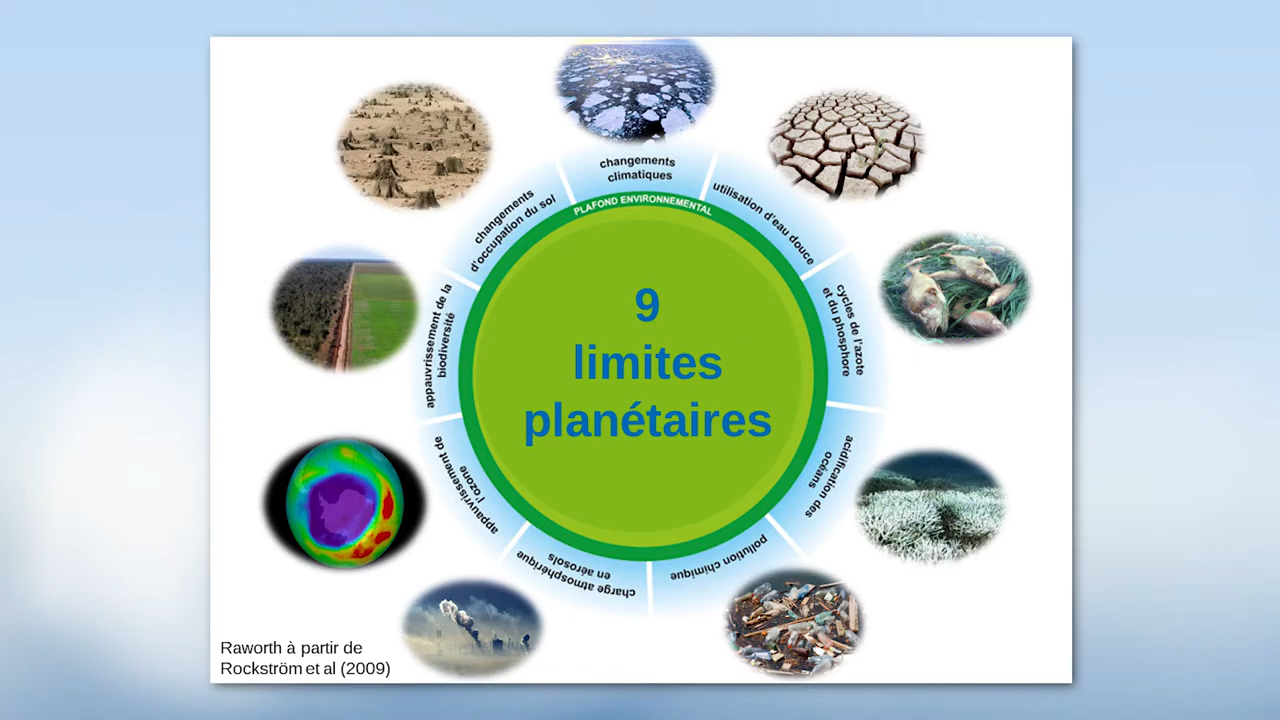 changements
climatiques
utilisation d'eau douce
cycles de l'azote
et du phosphore
acidification des
océans
pollution chimique
charge atmosphérique
en aérosols
appauvrissement de
l'ozone
appauvrissement de la
biodiversité
changements
d'occupation du sol
PLAFOND ENVIRONNEMENTAL
9
limites
planétaires
Raworth à partir de
Rockström et al (2009)